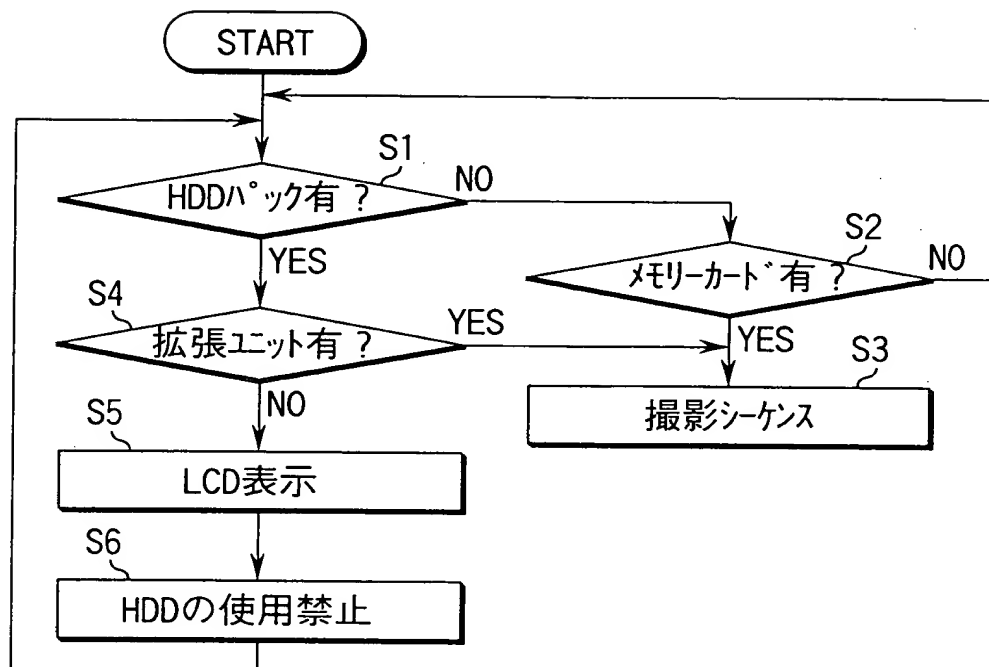 START
S1
HDDパック有?
NO
YES
S2
メモリーカード有?
NO
YES
S4
拡張ユニット有?
YES
NO
S3
撮影シーケンス
S5
LCD表示
S6
HDDの使用禁止